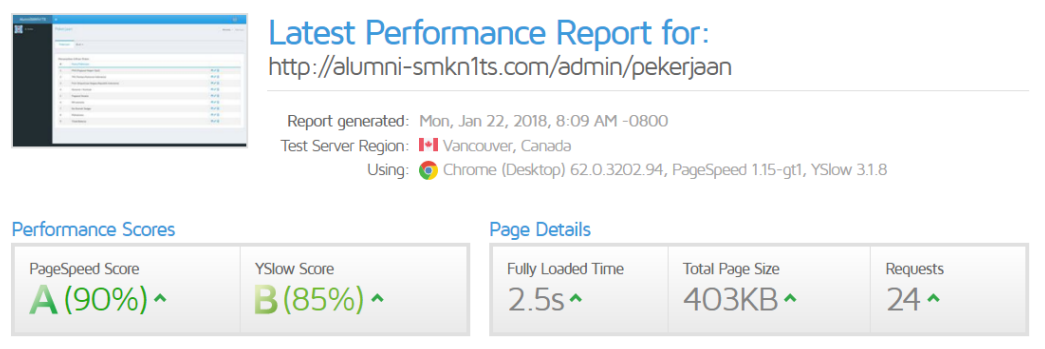 Latest Performance Report for:
http://alumni-smkn1ts.com/admin/pekerjaan
Report generated: Mon, Jan 22, 2018, 8:09 AM -0800
Test Server Region: Vancouver, Canada
Using: Chrome (Desktop) 62.0.3202.94, PageSpeed 1.15-gt1, YSlow 3.1.8
Performance Scores
PageSpeed Score
A (90%)
YSlow Score
B (85%)
Page Details
Fully Loaded Time
2.5s
Total Page Size
403KB
Requests
24